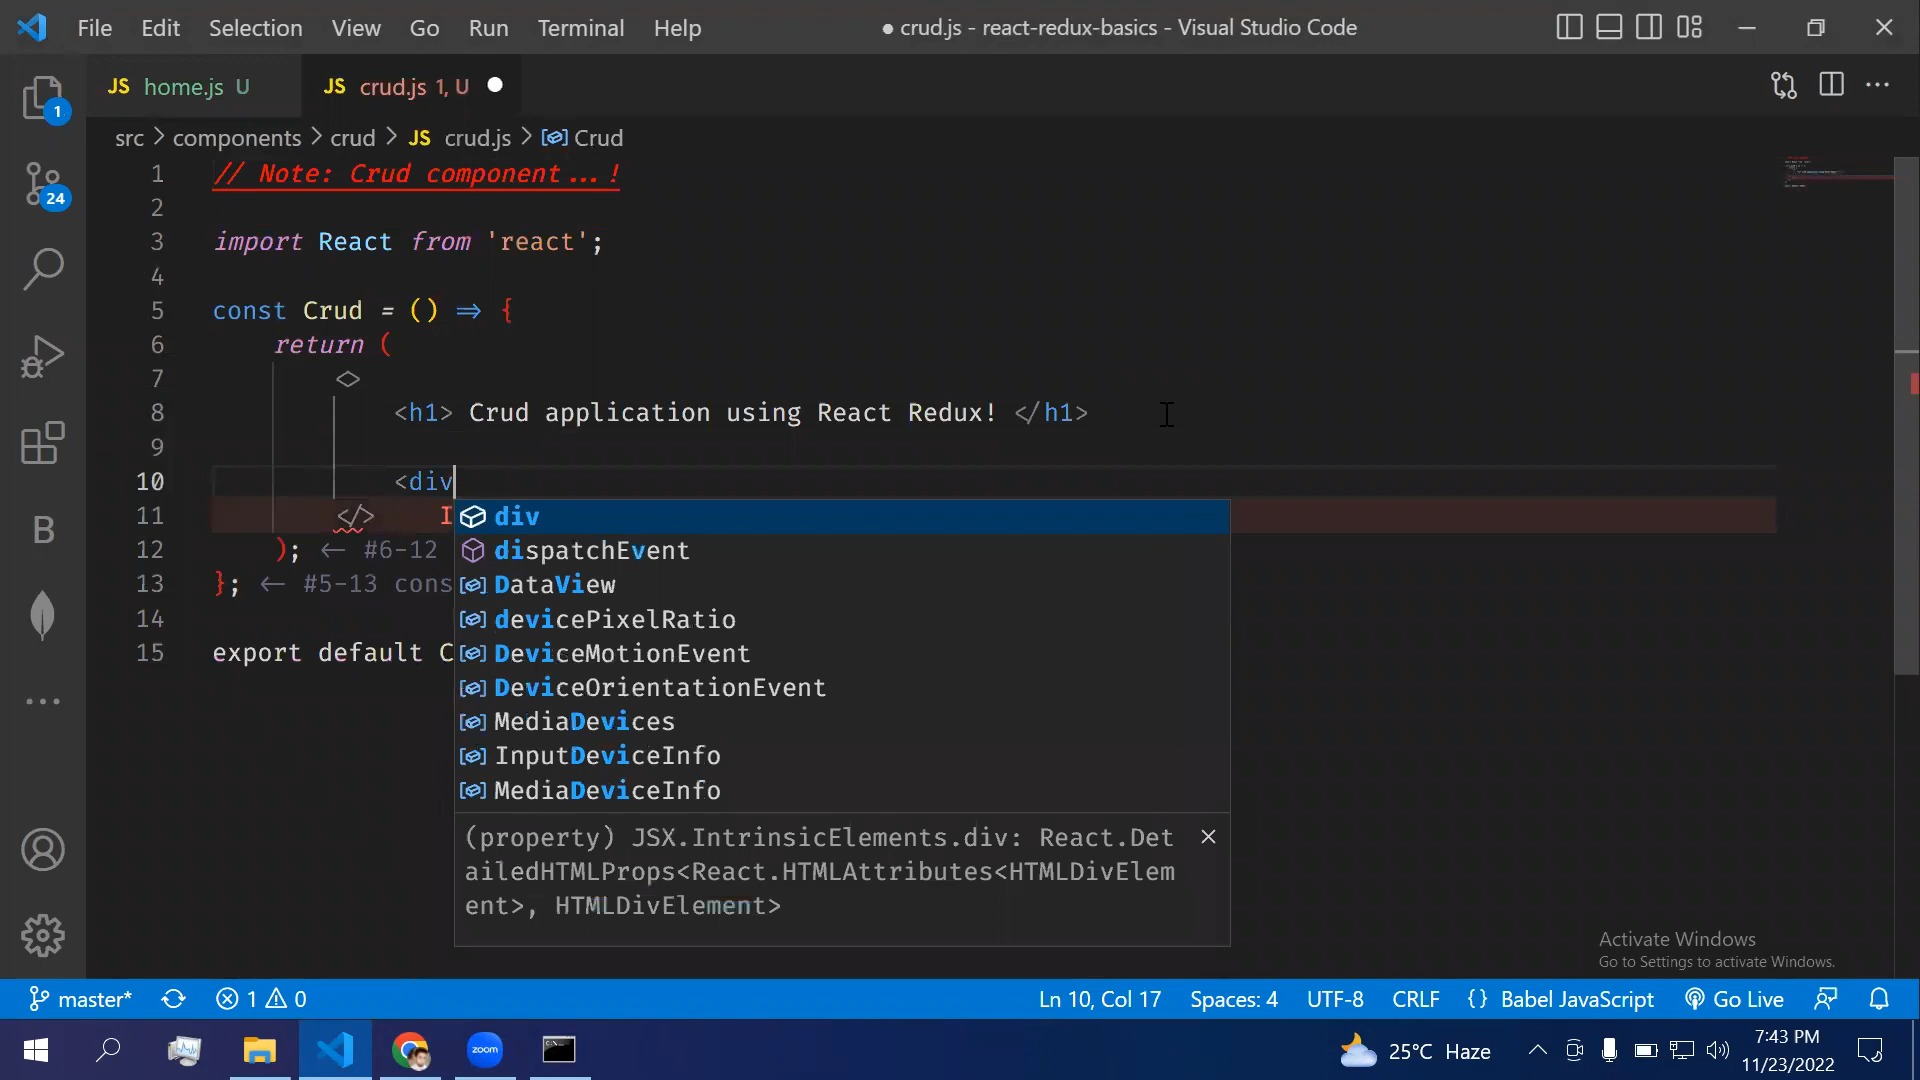 File Edit Selection View Go Run Terminal Help
● crud.js - react-redux-basics - Visual Studio Code
JS home.js U
JS crud.js 1, U
src > components > crud > JS crud.js > Crud
1 // Note: Crud component...!
2
3 import React from 'react';
4
5 const Crud = () => {
6 return (
7 <>
8 <h1> Crud application using React Redux! </h1>
9
10 <div
11 </> I
12 ); <- #6-12
13 }; <- #5-13 cons
14
15 export default C
div
dispatchEvent
DataView
devicePixelRatio
DeviceMotionEvent
DeviceOrientationEvent
MediaDevices
InputDeviceInfo
MediaDeviceInfo
(property) JSX.IntrinsicElements.div: React.Det
ailedHTMLProps<React.HTMLAttributes<HTMLDivElem
ent>, HTMLDivElement>
1
24
B
Activate Windows
Go to Settings to activate Windows.
master* 1 0
Ln 10, Col 17 Spaces: 4 UTF-8 CRLF {} Babel JavaScript Go Live
zoom
25°C Haze
7:43 PM
11/23/2022